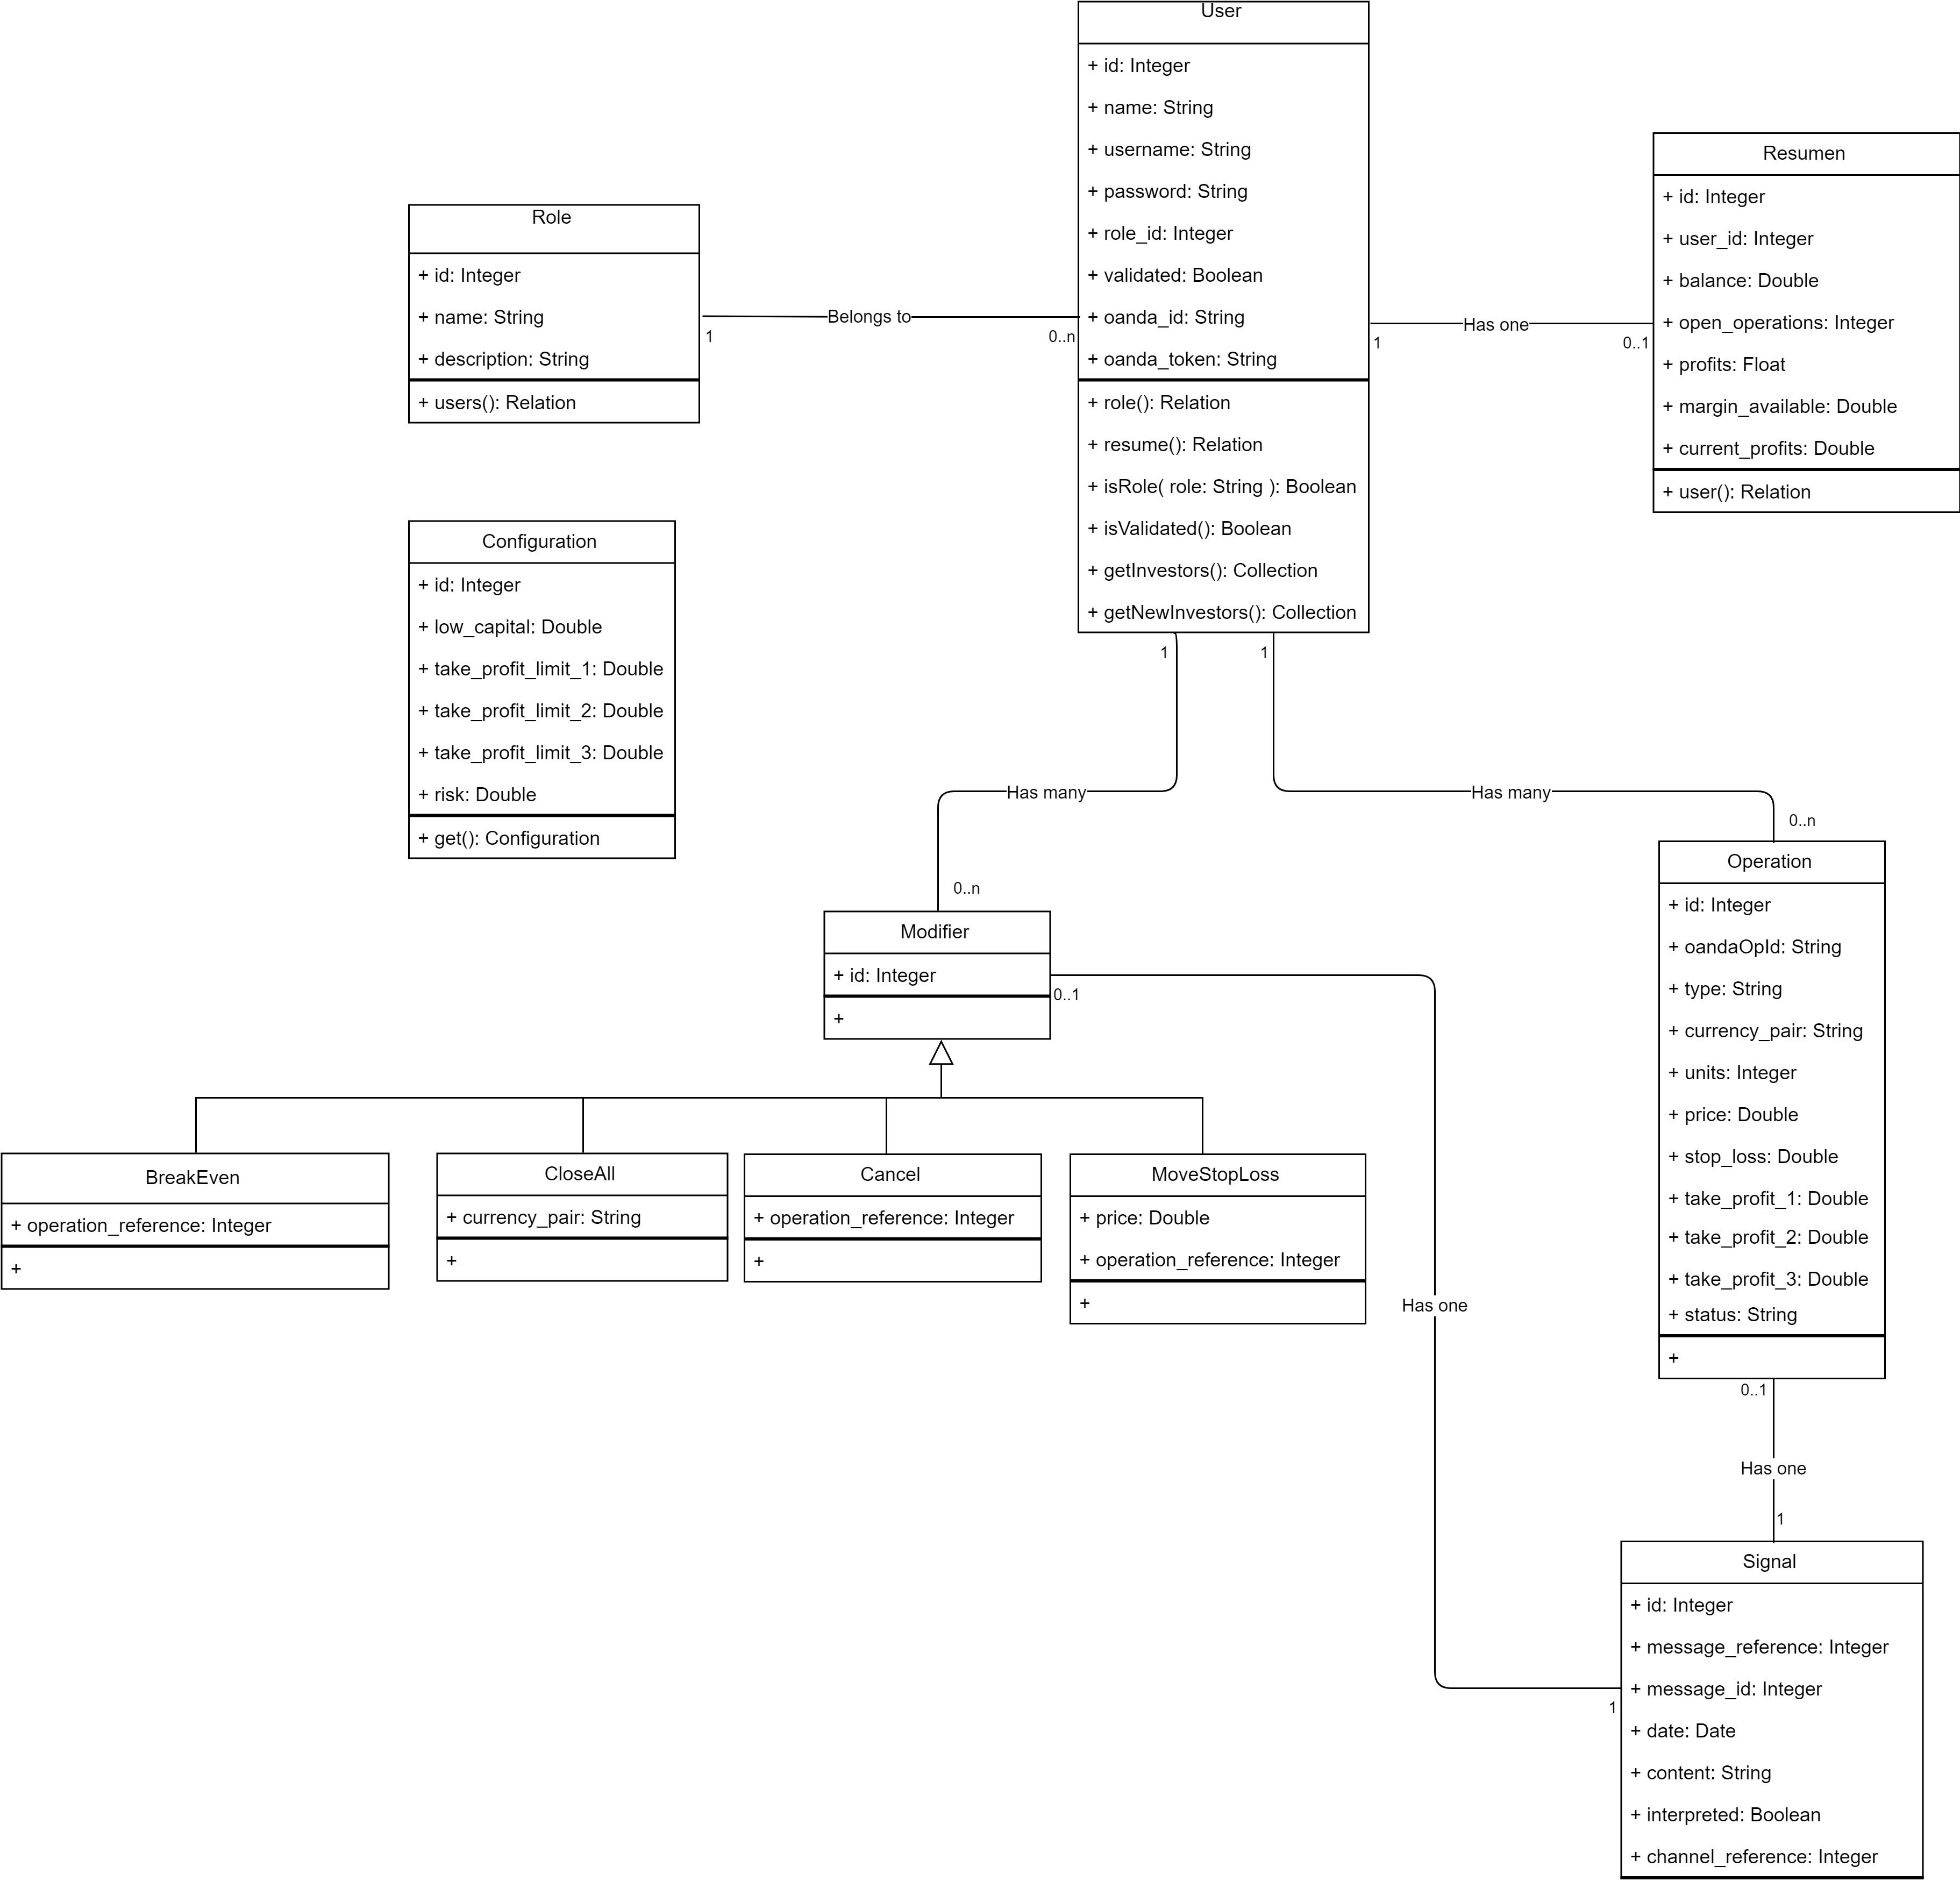 User
+ id: Integer
+ name: String
+ username: String
+ password: String
+ role_id: Integer
+ validated: Boolean
+ oanda_id: String
+ oanda_token: String
+ role(): Relation
+ resume(): Relation
+ isRole( role: String ): Boolean
+ isValidated(): Boolean
+ getInvestors(): Collection
+ getNewInvestors(): Collection
Resumen
+ id: Integer
+ user_id: Integer
+ balance: Double
+ open_operations: Integer
+ profits: Float
+ margin_available: Double
+ current_profits: Double
+ user(): Relation
Role
+ id: Integer
+ name: String
+ description: String
+ users(): Relation
Belongs to
1
0..n
Has one
1
0..1
Configuration
+ id: Integer
+ low_capital: Double
+ take_profit_limit_1: Double
+ take_profit_limit_2: Double
+ take_profit_limit_3: Double
+ risk: Double
+ get(): Configuration
1
1
Has many
Has many
0..n
0..n
Operation
+ id: Integer
+ oandaOpId: String
+ type: String
+ currency_pair: String
+ units: Integer
+ price: Double
+ stop_loss: Double
+ take_profit_1: Double
+ take_profit_2: Double
+ take_profit_3: Double
+ status: String
+
Modifier
+ id: Integer
+
0..1
BreakEven
+ operation_reference: Integer
+
CloseAll
+ currency_pair: String
+
Cancel
+ operation_reference: Integer
+
MoveStopLoss
+ price: Double
+ operation_reference: Integer
+
Has one
0..1
Has one
1
1
Signal
+ id: Integer
+ message_reference: Integer
+ message_id: Integer
+ date: Date
+ content: String
+ interpreted: Boolean
+ channel_reference: Integer